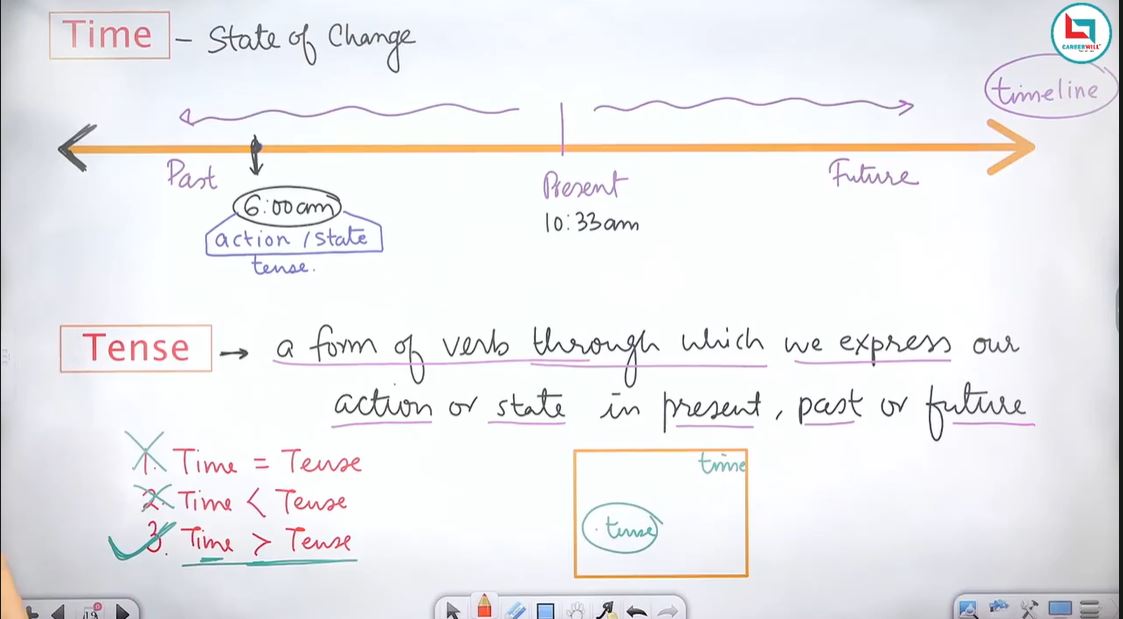 Time - State of Change
CAREERWILL
timeline
Past
Present
Future
6:00am
10:33am
action / state
tense.
Tense → a form of verb through which we express our
action or state in present, past or future
1. Time = Tense
2. Time < Tense
3. Time > Tense
time
tense
19